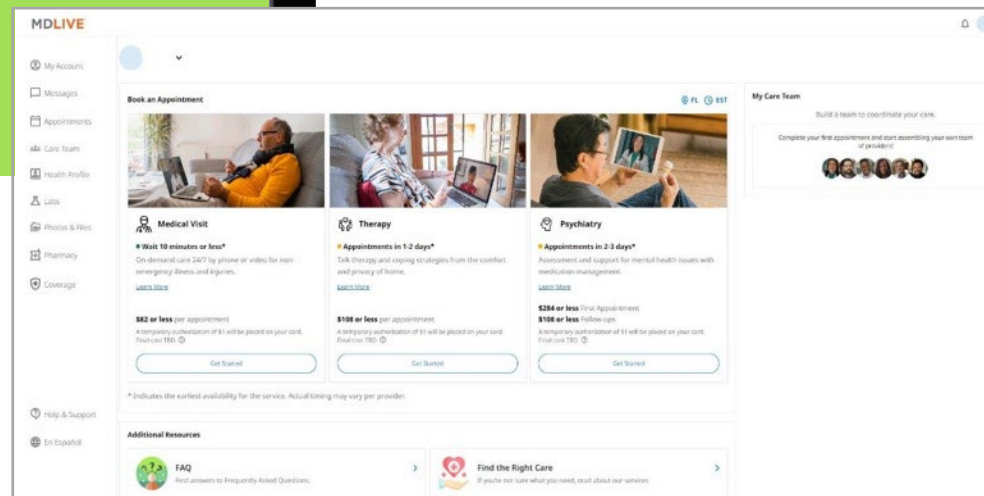 MDLIVE
My Account
Messages
Appointments
Care Team
Health Profile
Labs
Photos & Files
Pharmacy
Coverage
Help & Support
En Español
Book an Appointment
FL EST
Medical Visit
Wait 10 minutes or less*
On-demand care 24/7 by phone or video for non-
emergency illness and injuries.
Learn More
$82 or less per appointment
A temporary authorization of $1 will be placed on your card.
Final cost TBD.
Get Started
Therapy
Appointments in 1-2 days*
Talk therapy and coping strategies from the comfort
and privacy of home.
Learn More
$108 or less per appointment
A temporary authorization of $1 will be placed on your card.
Final cost TBD.
Get Started
Psychiatry
Appointments in 2-3 days*
Assessment and support for mental health issues with
medication management.
Learn More
$284 or less First Appointment
$108 or less Follow-ups
A temporary authorization of $1 will be placed on your card.
Final cost TBD.
Get Started
* Indicates the earliest availability for the service. Actual timing may vary per provider.
Additional Resources
FAQ
Find answers to Frequently Asked Questions.
Find the Right Care
If you're not sure what you need, read about our services
My Care Team
Build a team to coordinate your care.
Complete your first appointment and start assembling your own team
of providers!